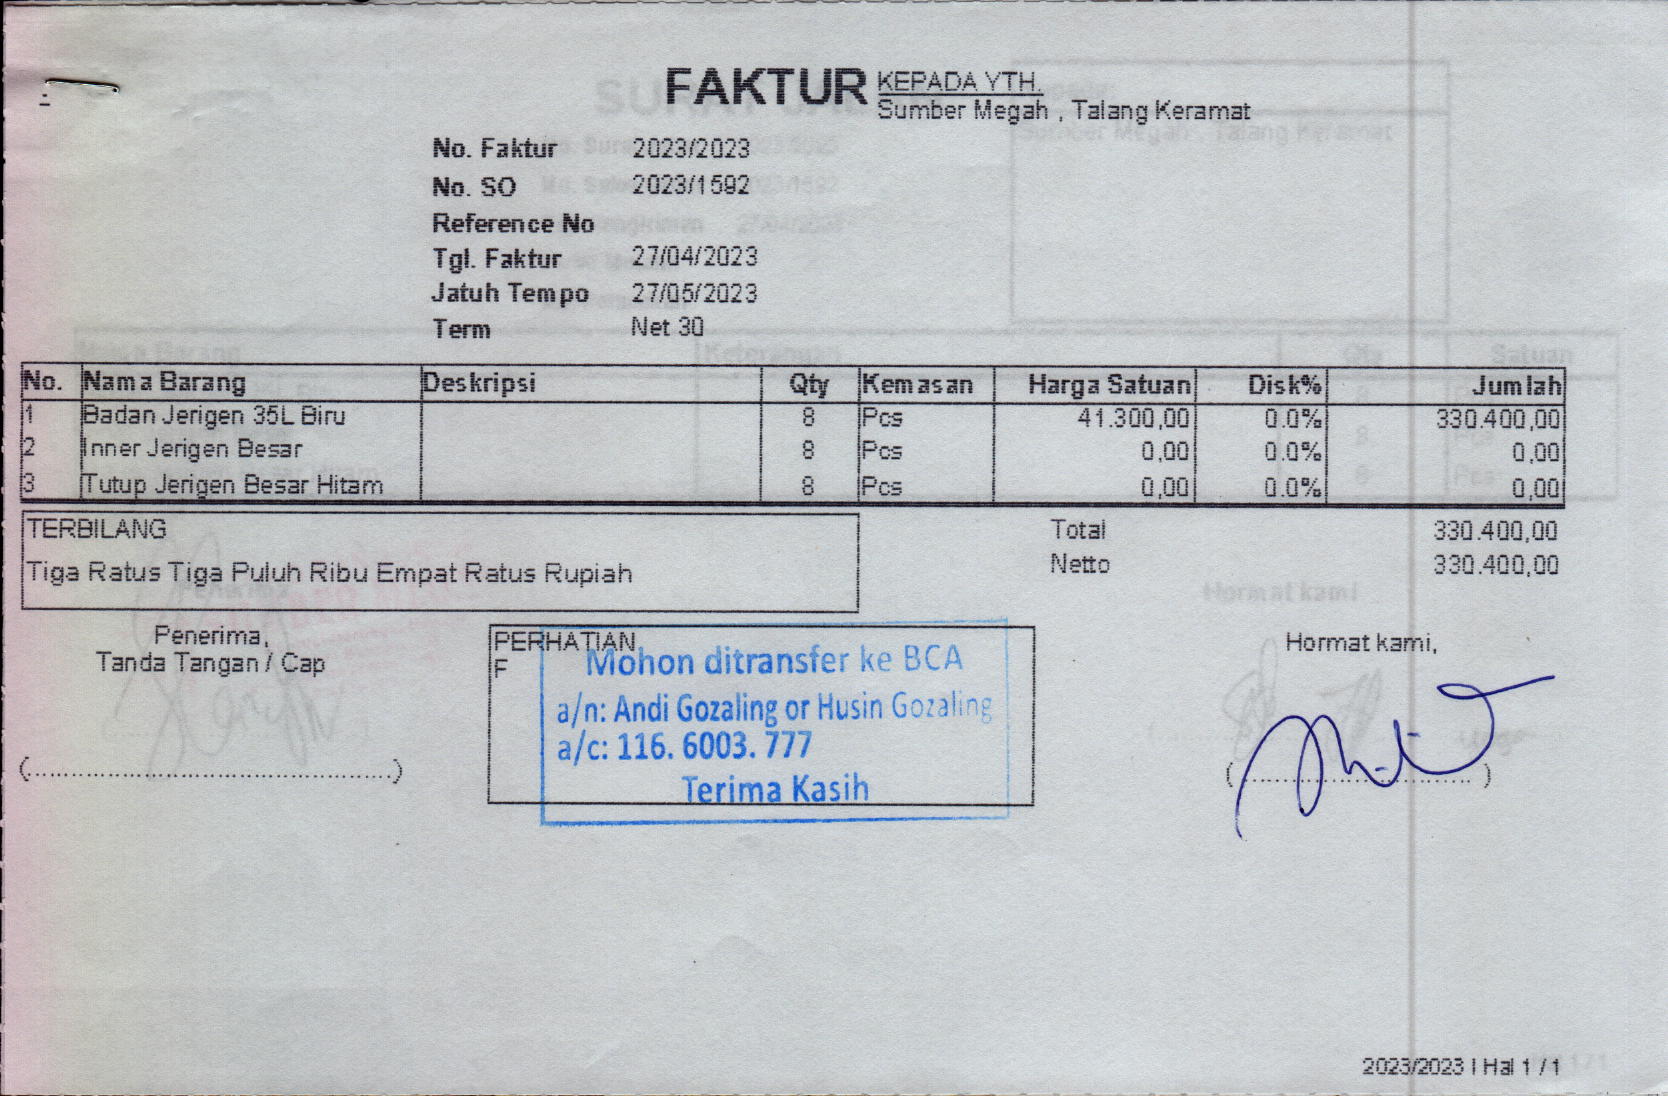 FAKTUR
KEPADA YTH.
Sumber Megah , Talang Keramat
-
No. Faktur 2023/2023
No. SO 2023/1592
Reference No
Tgl. Faktur 27/04/2023
Jatuh Tempo 27/05/2023
Term Net 30
No. Nama Barang Deskripsi Qty Kemasan Harga Satuan Disk% Jumlah
1 Badan Jerigen 35L Biru 8 Pcs 41.300,00 0.0% 330.400,00
2 Inner Jerigen Besar 8 Pcs 0,00 0.0% 0,00
3 Tutup Jerigen Besar Hitam 8 Pcs 0,00 0.0% 0,00
TERBILANG
Tiga Ratus Tiga Puluh Ribu Empat Ratus Rupiah
Total 330.400,00
Netto 330.400,00
Penerima,
Tanda Tangan / Cap
(................................................)
PERHATIAN
F
Mohon ditransfer ke BCA
a/n: Andi Gozaling or Husin Gozaling
a/c: 116. 6003. 777
Terima Kasih
Hormat kami,
(................................)
2023/2023 | Hal 1 / 1